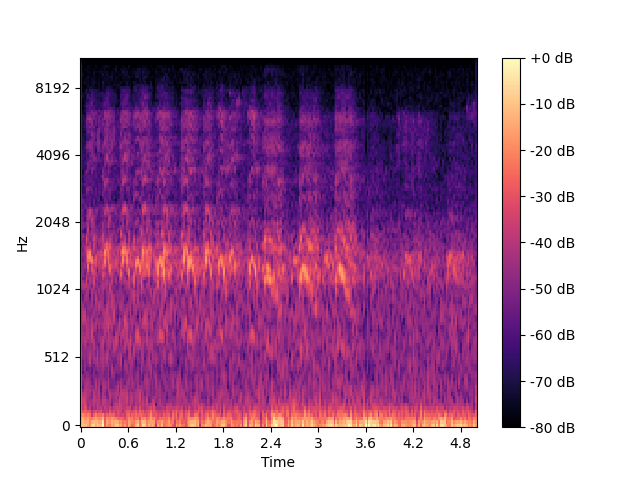 +0 dB
8192
-10 dB
4096
-20 dB
-30 dB
2048
-40 dB
Hz
1024
-50 dB
-60 dB
512
-70 dB
0
-80 dB
0 0.6 1.2 1.8 2.4 3 3.6 4.2 4.8
Time